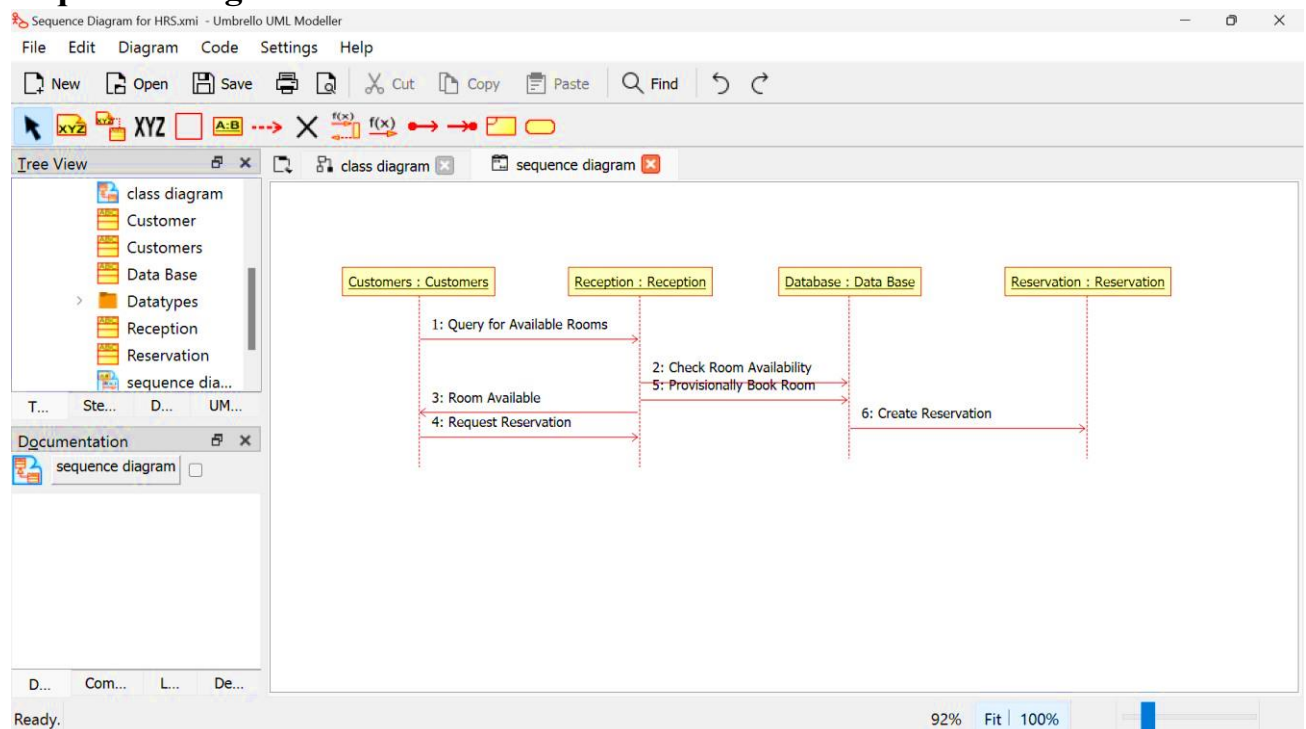 Sequence Diagram for HRS.xmi - Umbrello UML Modeller
File Edit Diagram Code Settings Help
New Open Save Cut Copy Paste Find
XYZ XYZ A:B f(x) f(x)
Tree View
class diagram sequence diagram
class diagram
Customer
Customers
Data Base
Datatypes
Reception
Reservation
sequence dia...
T... Ste... D... UM...
Documentation
sequence diagram
D... Com... L... De...
Customers : Customers Reception : Reception Database : Data Base Reservation : Reservation
1: Query for Available Rooms
2: Check Room Availability
5: Provisionally Book Room
3: Room Available
6: Create Reservation
4: Request Reservation
Ready. 92% Fit 100%